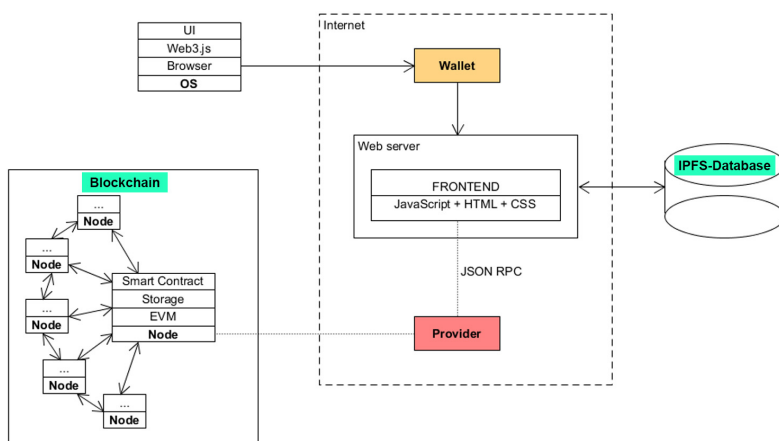 UI
Web3.js
Browser
OS
Internet
Wallet
Web server
FRONTEND
JavaScript + HTML + CSS
IPFS-Database
JSON RPC
Provider
Blockchain
...
Node
...
Node
...
Node
...
Node
...
Node
Smart Contract
Storage
EVM
Node